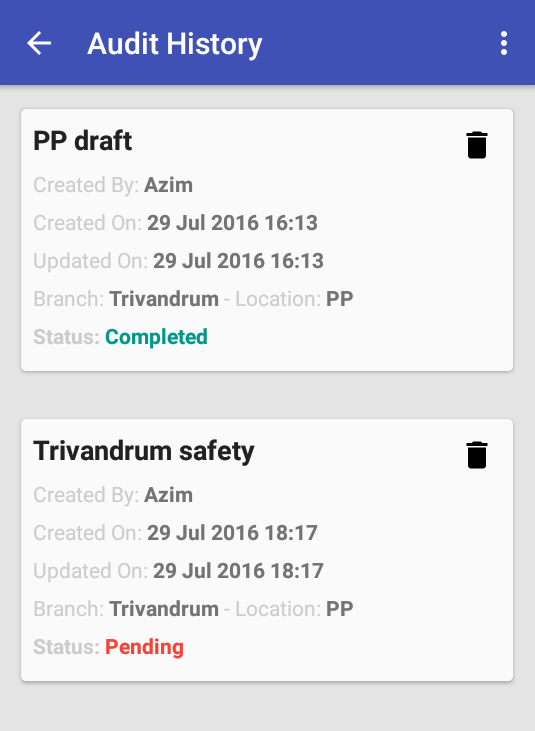 Audit History
PP draft
Created By: Azim
Created On: 29 Jul 2016 16:13
Updated On: 29 Jul 2016 16:13
Branch: Trivandrum - Location: PP
Status: Completed
Trivandrum safety
Created By: Azim
Created On: 29 Jul 2016 18:17
Updated On: 29 Jul 2016 18:17
Branch: Trivandrum - Location: PP
Status: Pending